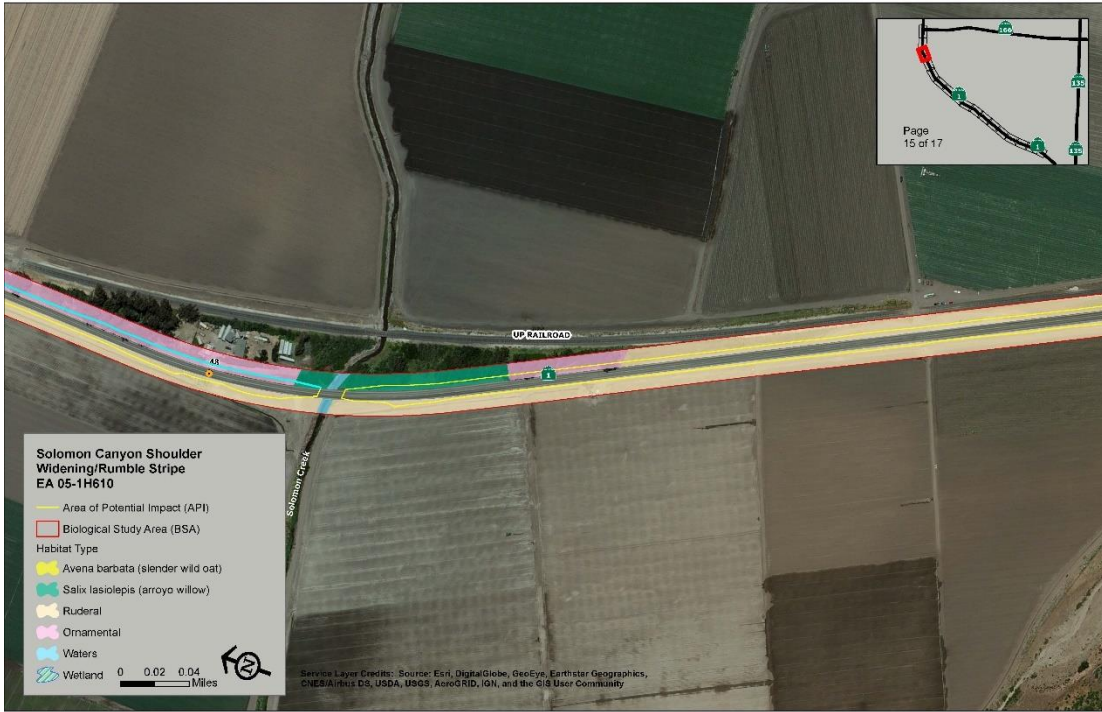 166
135
1
Page
15 of 17
1
135
UP RAILROAD
48
1
Solomon Creek
Solomon Canyon Shoulder
Widening/Rumble Stripe
EA 05-1H610
Area of Potential Impact (API)
Biological Study Area (BSA)
Habitat Type
Avena barbata (slender wild oat)
Salix lasiolepis (arroyo willow)
Ruderal
Ornamental
Waters
Wetland
0 0.02 0.04
Miles
N
Service Layer Credits: Source: Esri, DigitalGlobe, GeoEye, Earthstar Geographics,
CNES/Airbus DS, USDA, USGS, AeroGRID, IGN, and the GIS User Community